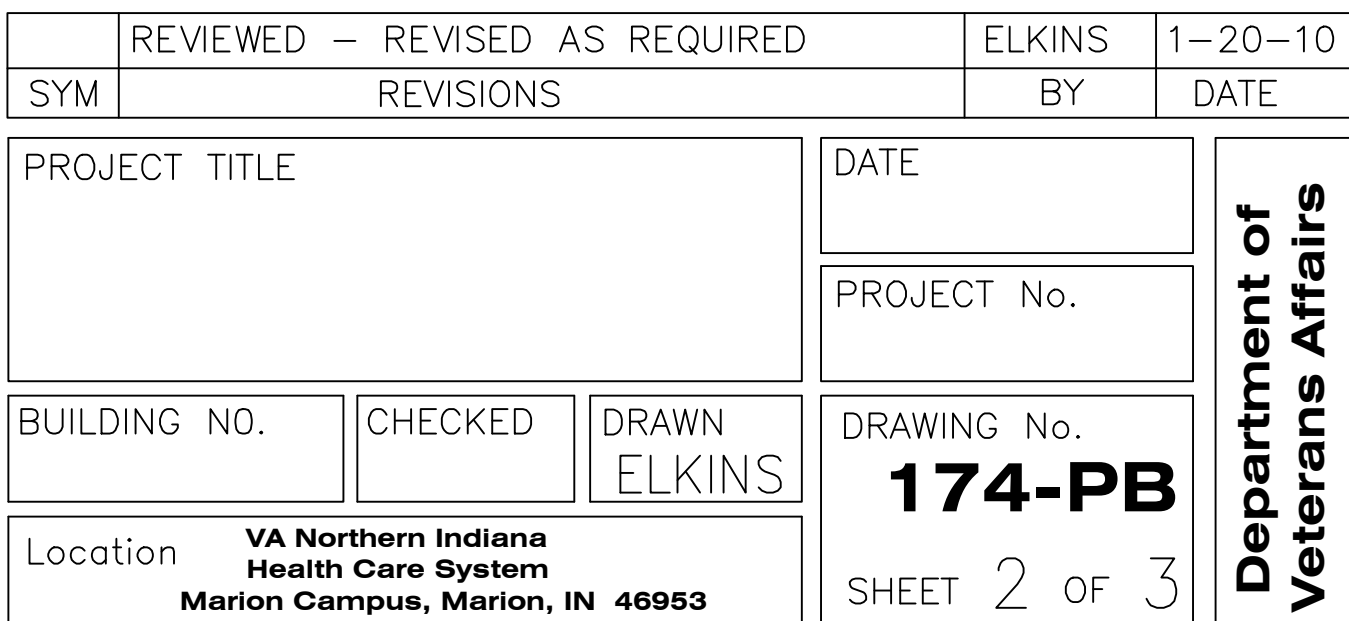 REVIEWED – REVISED AS REQUIRED ELKINS 1–20–10
SYM REVISIONS BY DATE
PROJECT TITLE
DATE
PROJECT No.
BUILDING NO.
CHECKED
DRAWN
ELKINS
DRAWING No.
174-PB
SHEET 2 OF 3
Location
VA Northern Indiana
Health Care System
Marion Campus, Marion, IN 46953
Department of
Veterans Affairs